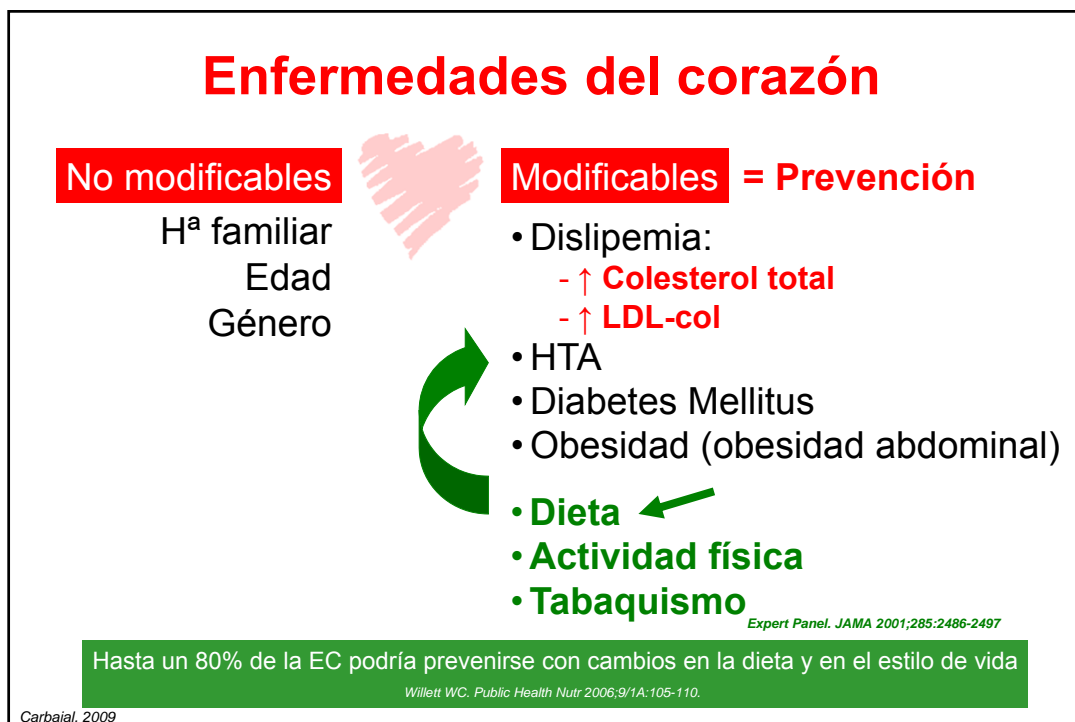 Enfermedades del corazón
No modificables
Hª familiar
Edad
Género
Modificables = Prevención
• Dislipemia:
- ↑ Colesterol total
- ↑ LDL-col
• HTA
• Diabetes Mellitus
• Obesidad (obesidad abdominal)
• Dieta
• Actividad física
• Tabaquismo
Expert Panel. JAMA 2001;285:2486-2497
Hasta un 80% de la EC podría prevenirse con cambios en la dieta y en el estilo de vida
Willett WC. Public Health Nutr 2006;9/1A:105-110.
Carbajal, 2009